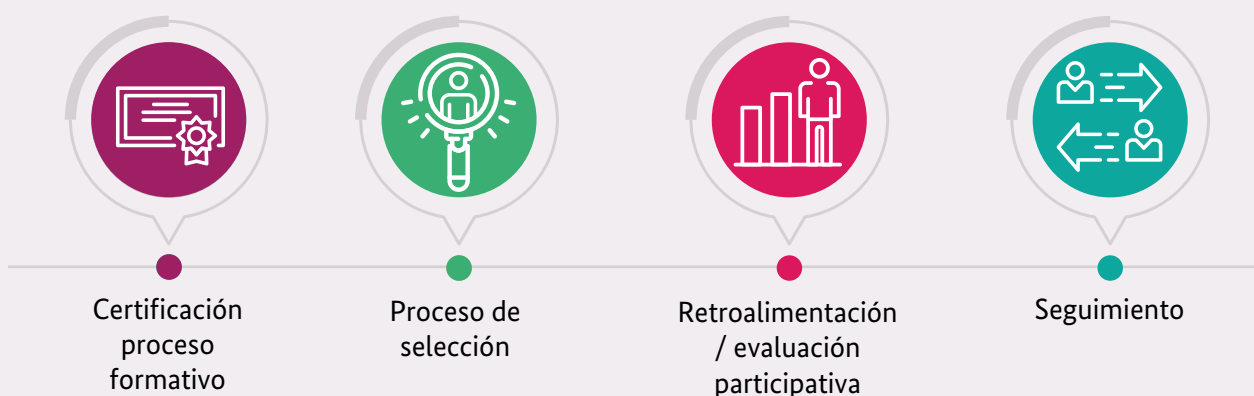 Certificación
proceso
formativo
Proceso de
selección
Retroalimentación
/ evaluación
participativa
Seguimiento